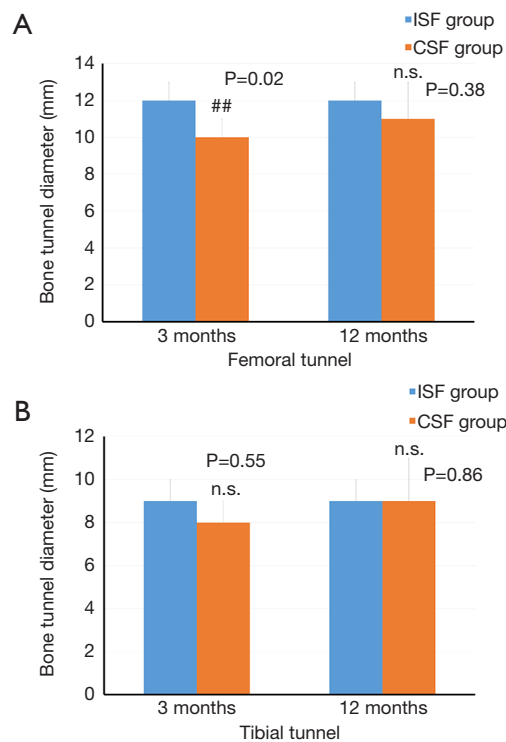 A
ISF group
CSF group
Bone tunnel diameter (mm)
14
12
10
8
6
4
2
0
P=0.02
##
n.s.
P=0.38
3 months
12 months
Femoral tunnel
B
ISF group
CSF group
Bone tunnel diameter (mm)
12
10
8
6
4
2
0
P=0.55
n.s.
n.s.
P=0.86
3 months
12 months
Tibial tunnel